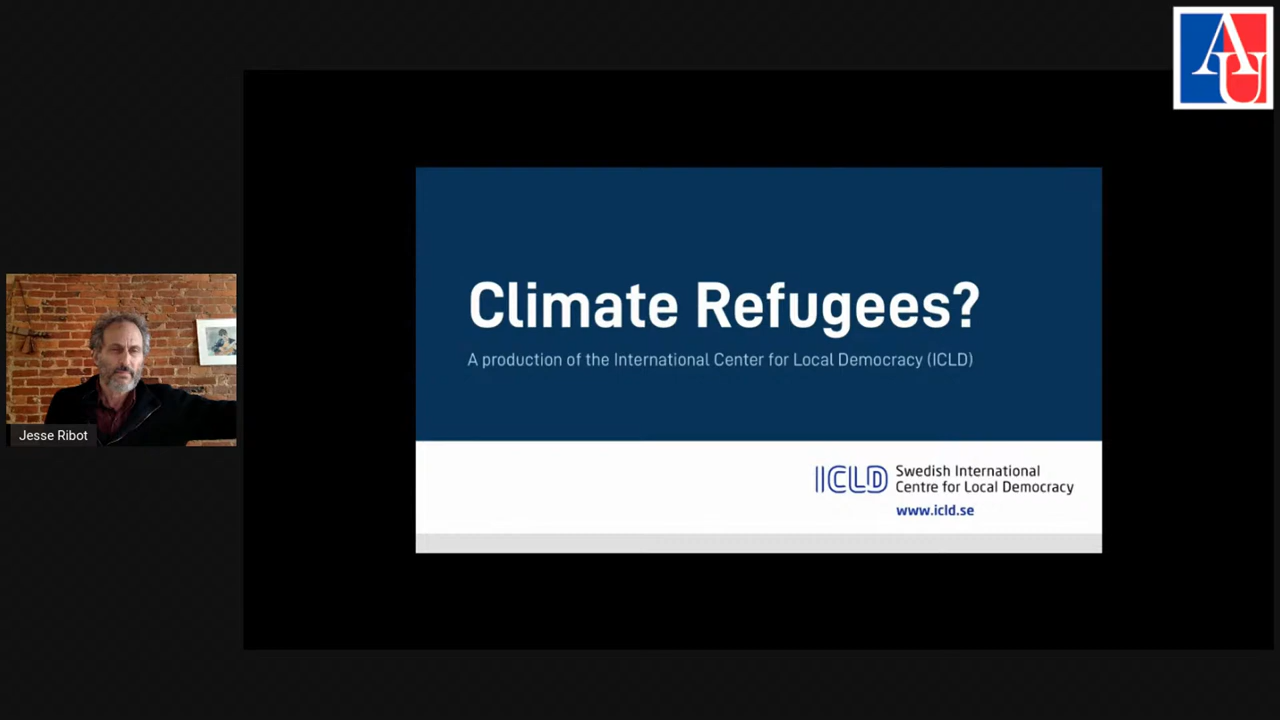 AU
Climate Refugees?
A production of the International Center for Local Democracy (ICLD)
Jesse Ribot
ICLD
Swedish International
Centre for Local Democracy
www.icld.se